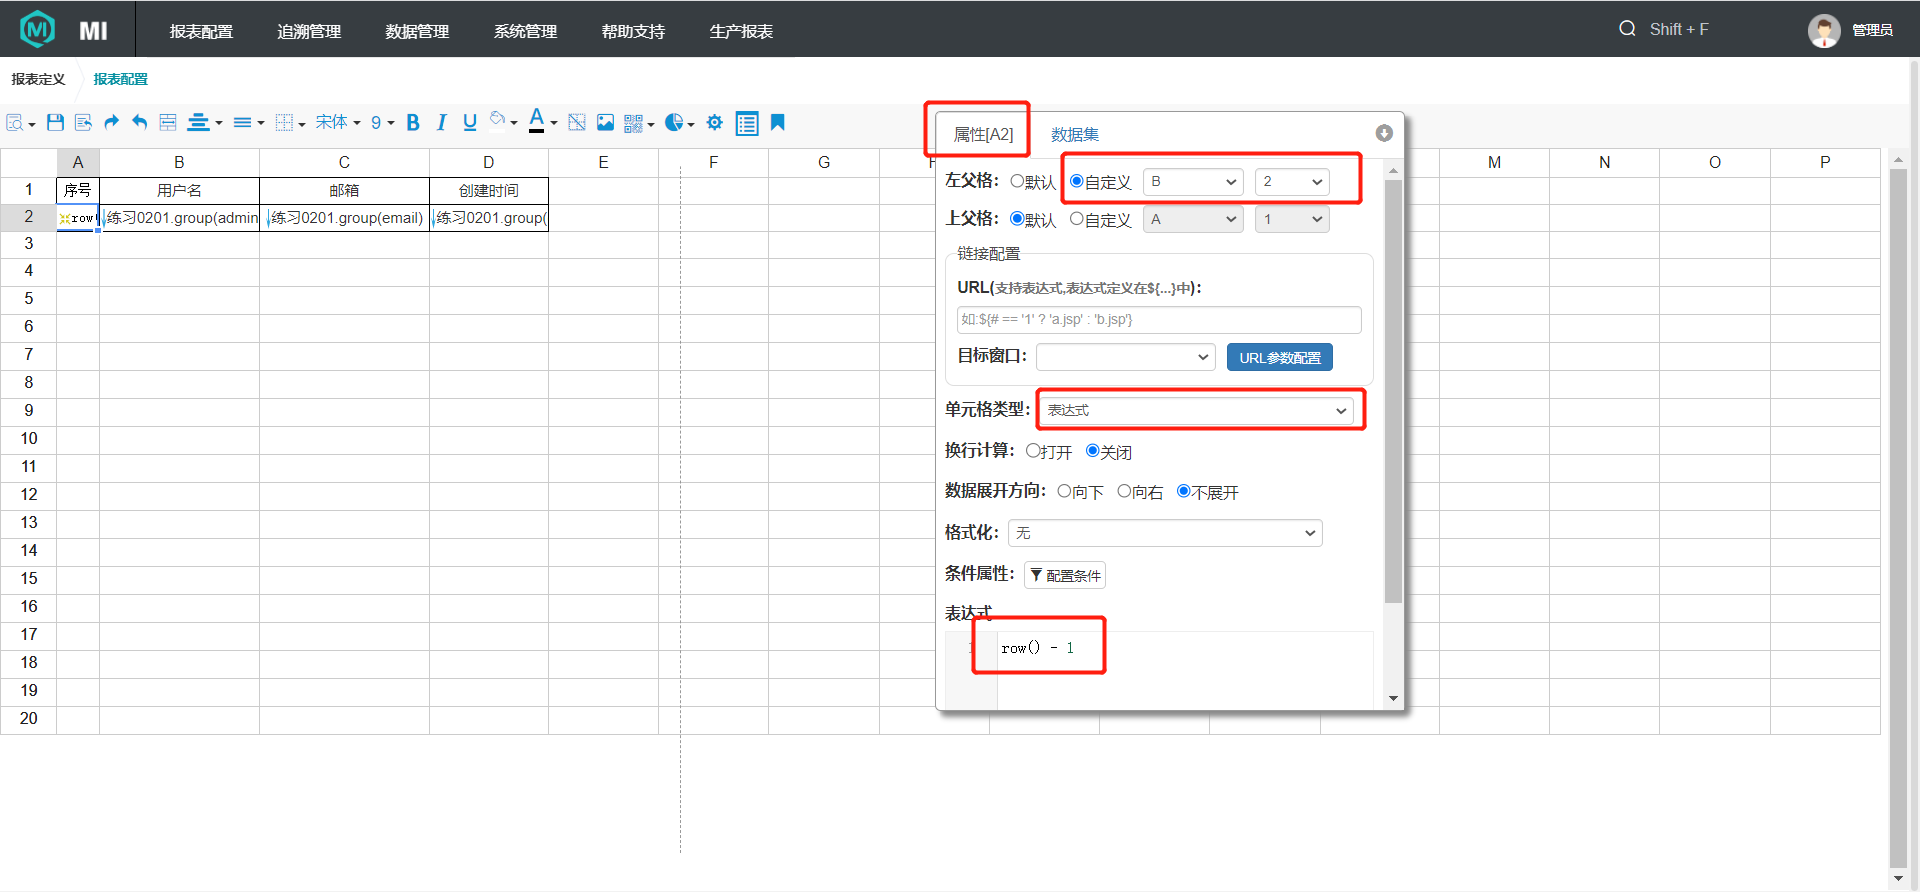 MI 报表配置 追溯管理 数据管理 系统管理 帮助支持 生产报表 Shift + F 管理员
报表定义 报表配置
宋体 9 B I U A
属性[A2] 数据集
A B C D E F G H M N O P
1 序号 用户名 邮箱 创建时间
2 row( 练习0201.group(admin 练习0201.group(email) 练习0201.group(
3
4
5
6
7
8
9
10
11
12
13
14
15
16
17
18
19
20
左父格: 默认 自定义 B 2
上父格: 默认 自定义 A 1
链接配置
URL(支持表达式,表达式定义在${...}中):
如:${# == '1' ? 'a.jsp' : 'b.jsp'}
目标窗口: URL参数配置
单元格类型: 表达式
换行计算: 打开 关闭
数据展开方向: 向下 向右 不展开
格式化: 无
条件属性: 配置条件
表达式
1 row() - 1